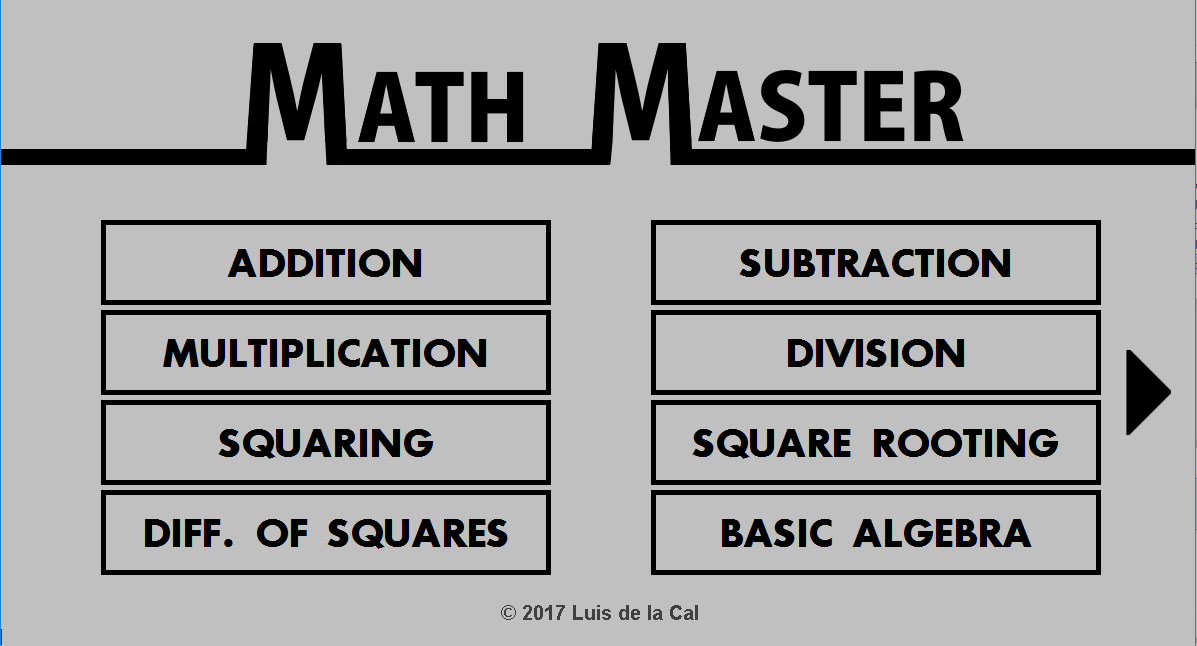 MATH MASTER
ADDITION
SUBTRACTION
MULTIPLICATION
DIVISION
SQUARING
SQUARE ROOTING
DIFF. OF SQUARES
BASIC ALGEBRA
© 2017 Luis de la Cal